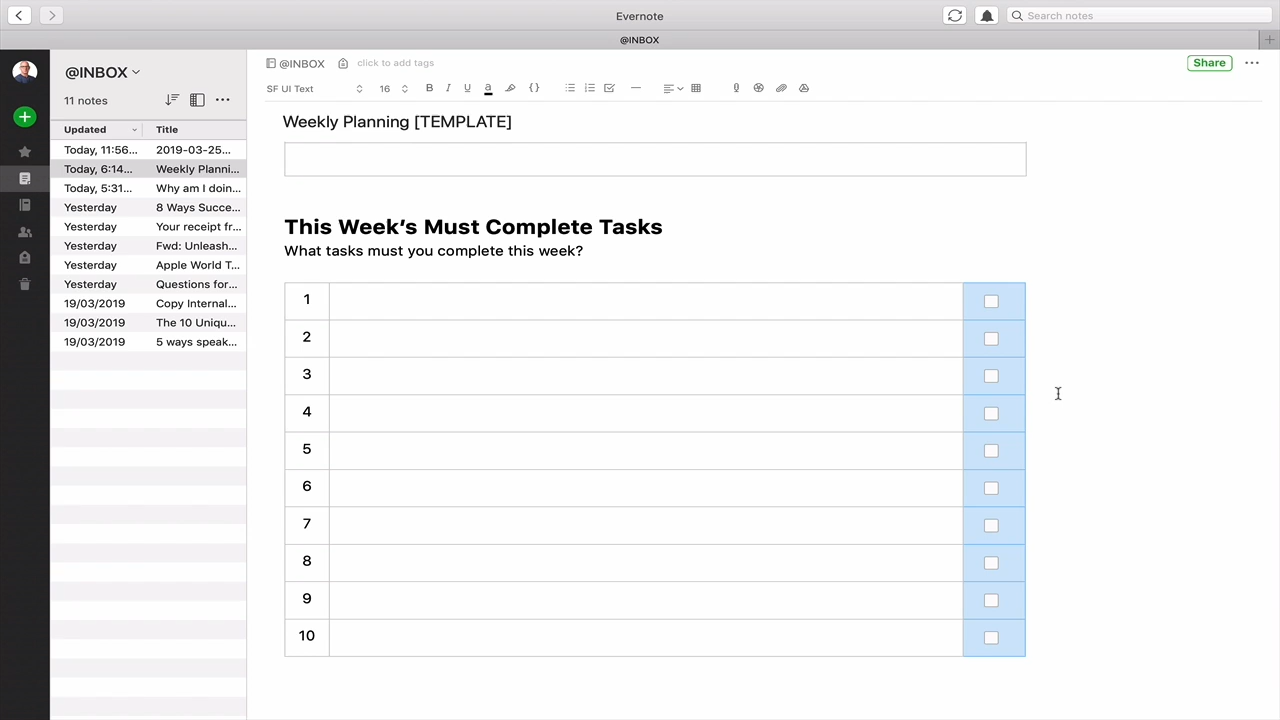 Evernote
Search notes
@INBOX
@INBOX
11 notes
Updated Title
Today, 11:56... 2019-03-25...
Today, 6:14... Weekly Planni...
Today, 5:31... Why am I doin...
Yesterday 8 Ways Succe...
Yesterday Your receipt fr...
Yesterday Fwd: Unleash...
Yesterday Apple World T...
Yesterday Questions for...
19/03/2019 Copy Internal...
19/03/2019 The 10 Uniqu...
19/03/2019 5 ways speak...
@INBOX click to add tags
Share
SF UI Text 16 B I U a {}
Weekly Planning [TEMPLATE]
This Week's Must Complete Tasks
What tasks must you complete this week?
1
2
3
4
5
6
7
8
9
10